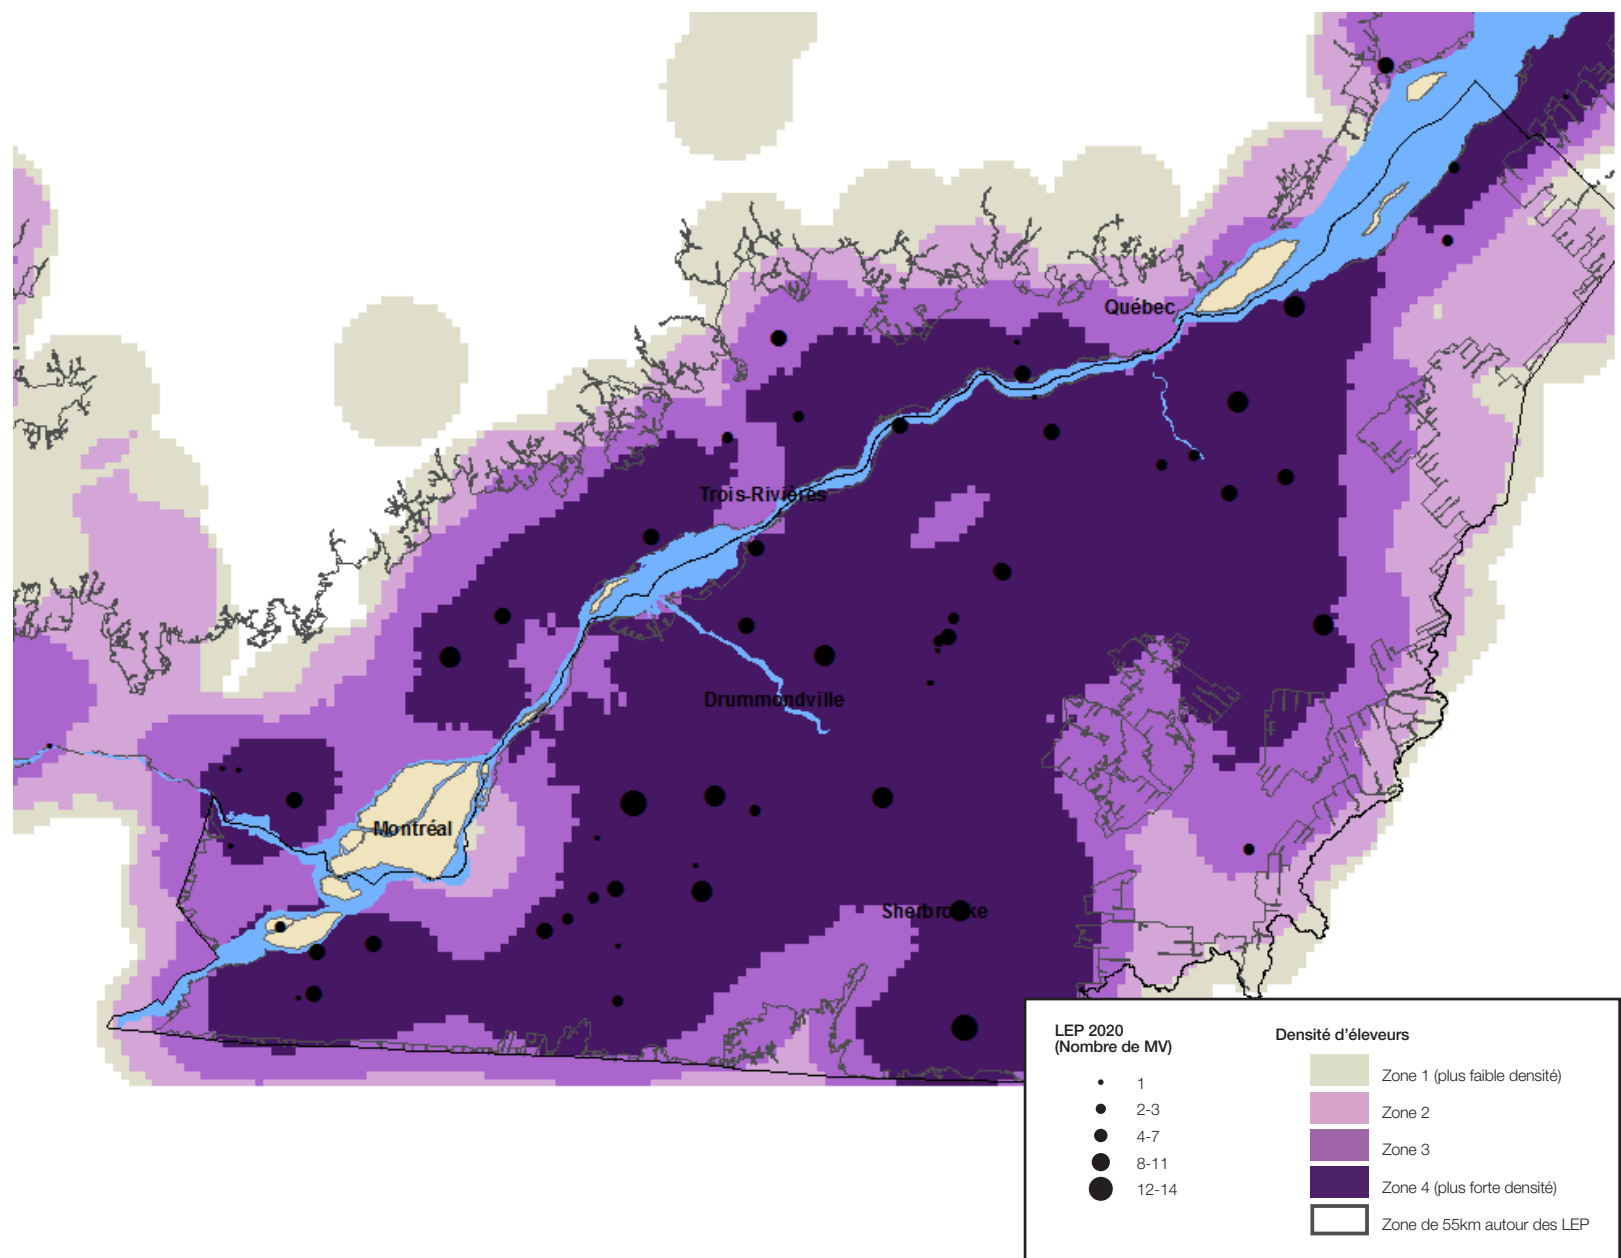 Québec
Trois-Rivières
Drummondville
Montréal
Sherbrooke
LEP 2020
(Nombre de MV)
1
2-3
4-7
8-11
12-14
Densité d'éleveurs
Zone 1 (plus faible densité)
Zone 2
Zone 3
Zone 4 (plus forte densité)
Zone de 55km autour des LEP